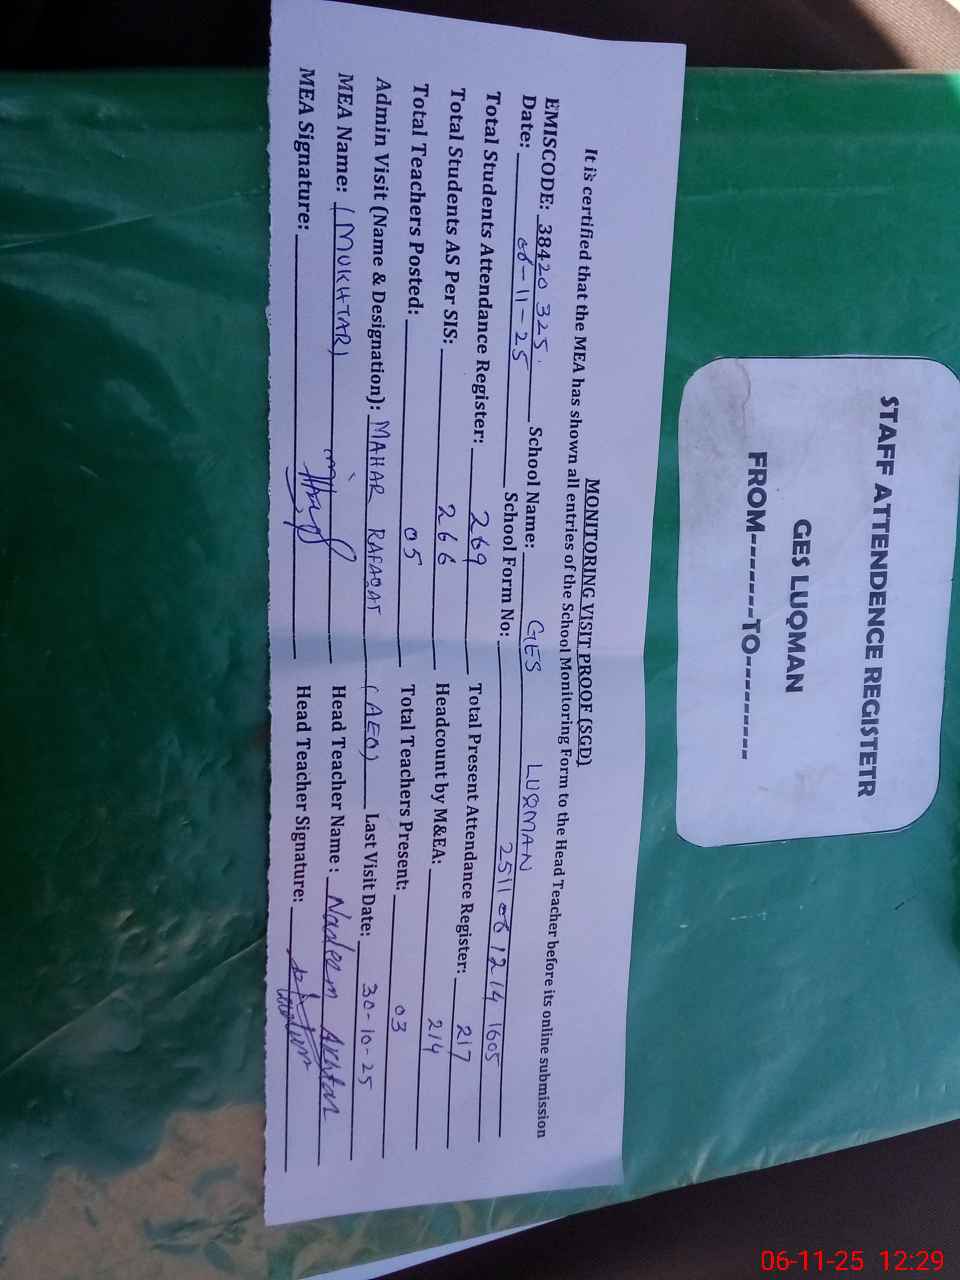 STAFF ATTENDENCE REGISTETR
GES LUQMAN
FROM-------TO---------
MONITORING VISIT PROOF (SGD)
It is certified that the MEA has shown all entries of the School Monitoring Form to the Head Teacher before its online submission
EMISCODE: 38420325. School Name: GES LUQMAN
Date: 06-11-25 School Form No: 2511061214 1605
Total Students Attendance Register: 269 Total Present Attendance Register: 217
Total Students AS Per SIS: 266 Headcount by M&EA: 214
Total Teachers Posted: 05 Total Teachers Present: 03
Admin Visit (Name & Designation): MAHAR RAFAQAT (AEO) Last Visit Date: 30-10-25
MEA Name: (MUKHTAR) Head Teacher Name: Nadeem Akhtar
MEA Signature: Head Teacher Signature:
06-11-25 12:29